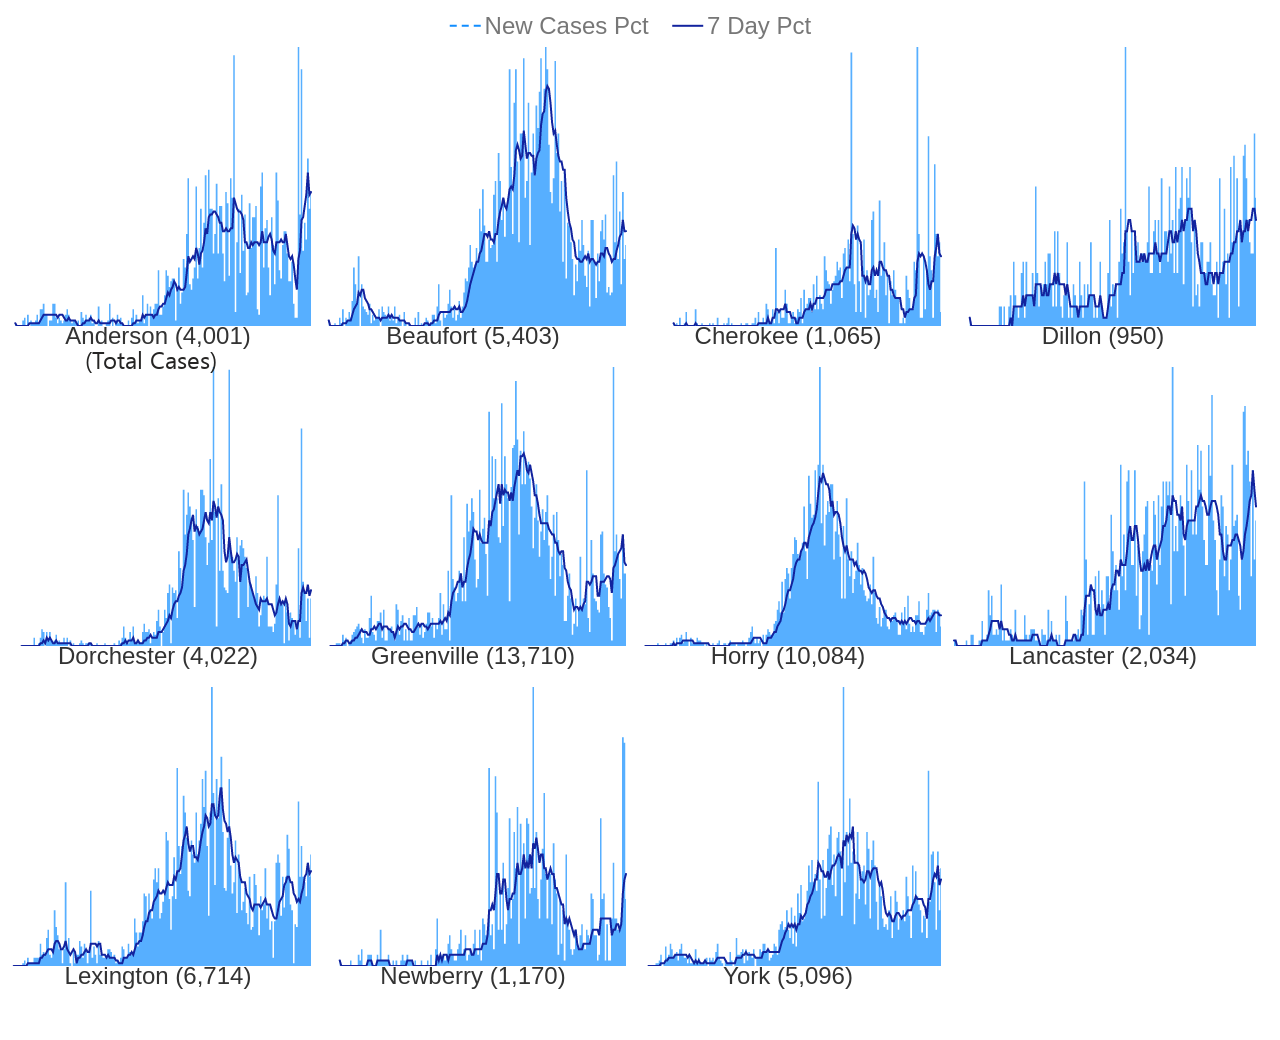 New Cases Pct 7 Day Pct
Anderson (4,001) Beaufort (5,403) Cherokee (1,065) Dillon (950)
(Total Cases)
Dorchester (4,022) Greenville (13,710) Horry (10,084) Lancaster (2,034)
Lexington (6,714) Newberry (1,170) York (5,096)